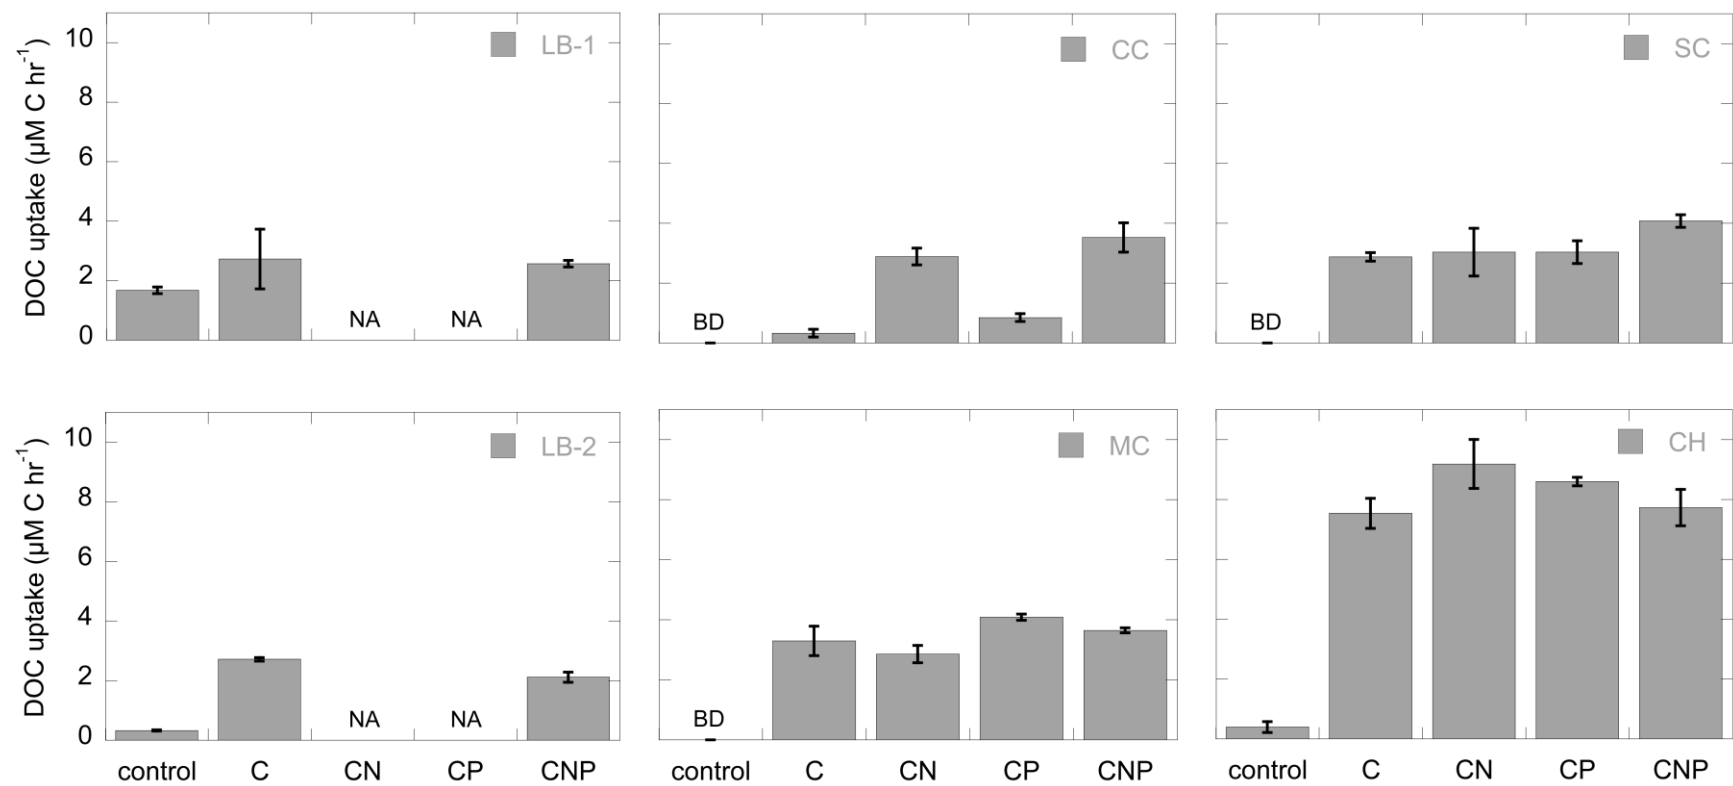 DOC uptake (µM C hr-1)
10
8
6
4
2
0
LB-1
NA
NA
CC
BD
SC
BD
DOC uptake (µM C hr-1)
10
8
6
4
2
0
LB-2
NA
NA
control
C
CN
CP
CNP
MC
BD
control
C
CN
CP
CNP
CH
control
C
CN
CP
CNP